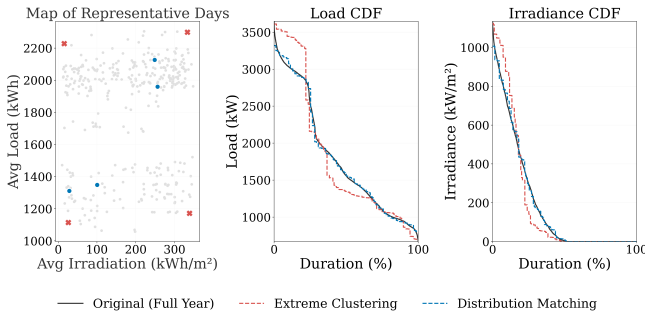 Map of Representative Days
Avg Load (kWh)
2200
2000
1800
1600
1400
1200
1000
0
100
200
300
Avg Irradiation (kWh/m²)
Load CDF
Load (kW)
3500
3000
2500
2000
1500
1000
0
100
Duration (%)
Irradiance CDF
Irradiance (kW/m²)
1000
800
600
400
200
0
0
100
Duration (%)
Original (Full Year)
Extreme Clustering
Distribution Matching